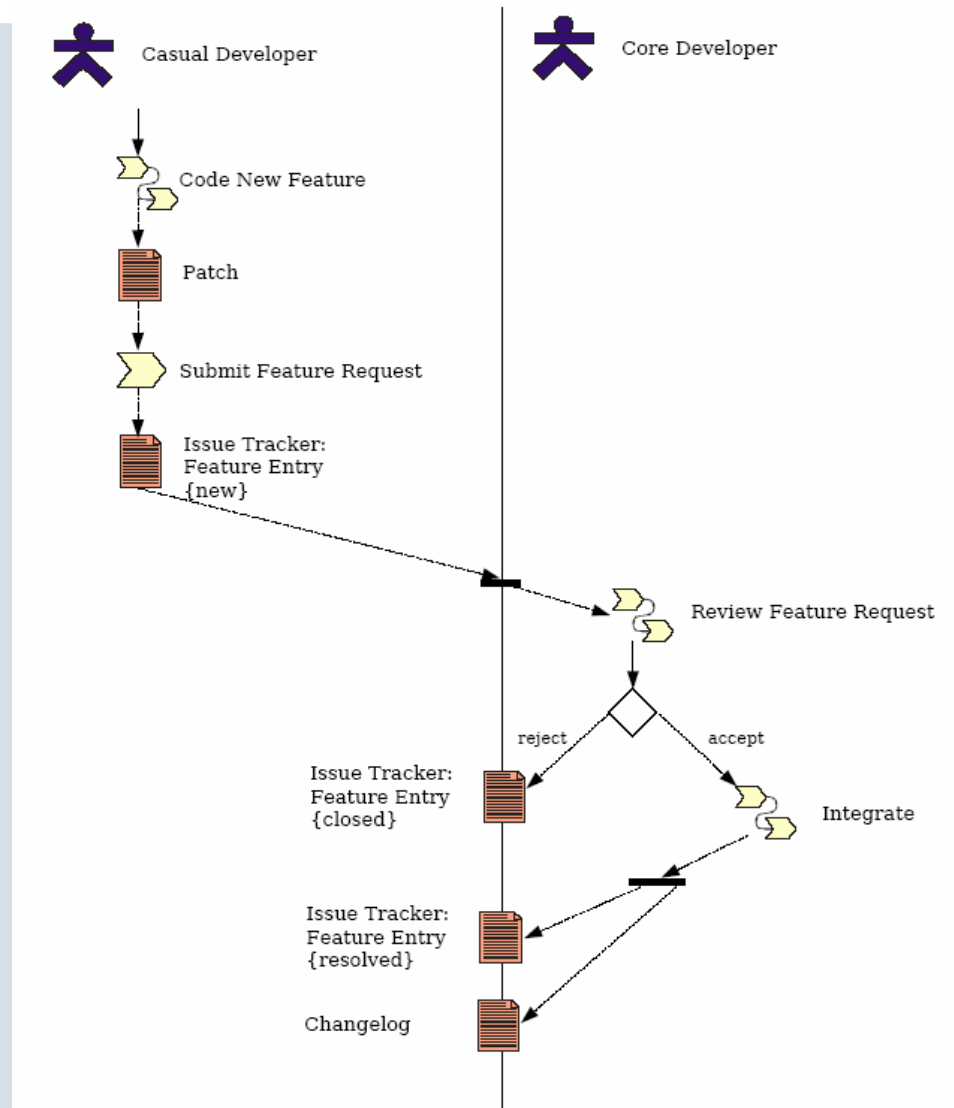 Casual Developer
Core Developer
Code New Feature
Patch
Submit Feature Request
Issue Tracker:
Feature Entry
{new}
Review Feature Request
reject
accept
Issue Tracker:
Feature Entry
{closed}
Integrate
Issue Tracker:
Feature Entry
{resolved}
Changelog